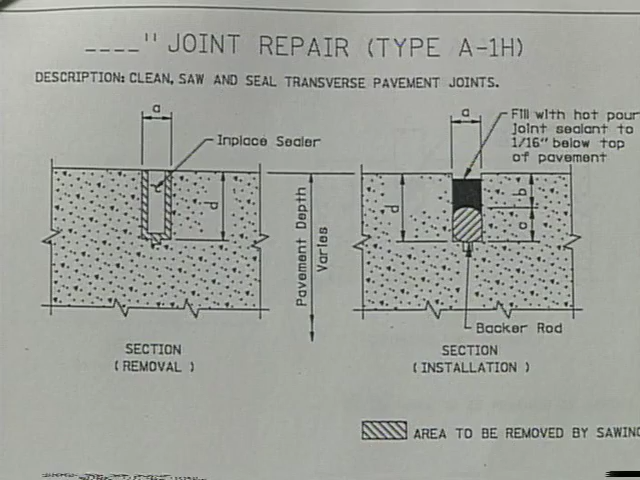 ____" JOINT REPAIR (TYPE A-1H)
DESCRIPTION: CLEAN, SAW AND SEAL TRANSVERSE PAVEMENT JOINTS.
a
Inplace Sealer
d
Pavement Depth
Varies
a
Fill with hot pour
joint sealant to
1/16" below top
of pavement
d
b
c
Backer Rod
SECTION
( REMOVAL )
SECTION
( INSTALLATION )
AREA TO BE REMOVED BY SAWING